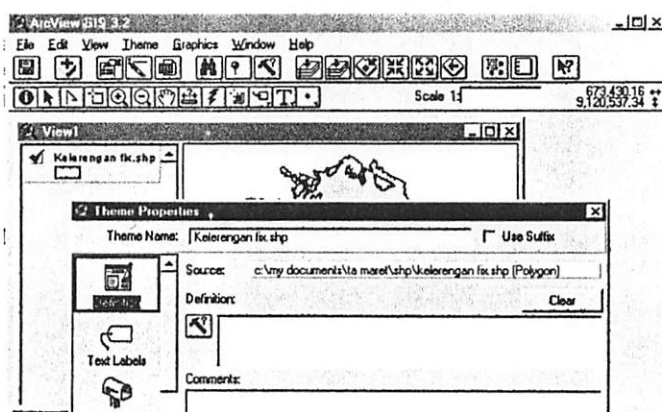 ArcView GIS 3.2
File Edit View Theme Graphics Window Help
Scale 1:
673,430.16
9,120,537.34
View1
Kelerengan fix.shp
Theme Properties
Theme Name: Kelerengan fix.shp
Use Suffix
Source: c:\my documents\ta maret\shp\kelerengan fix.shp (Polygon)
Definition: Clear
Text Labels
Comments: